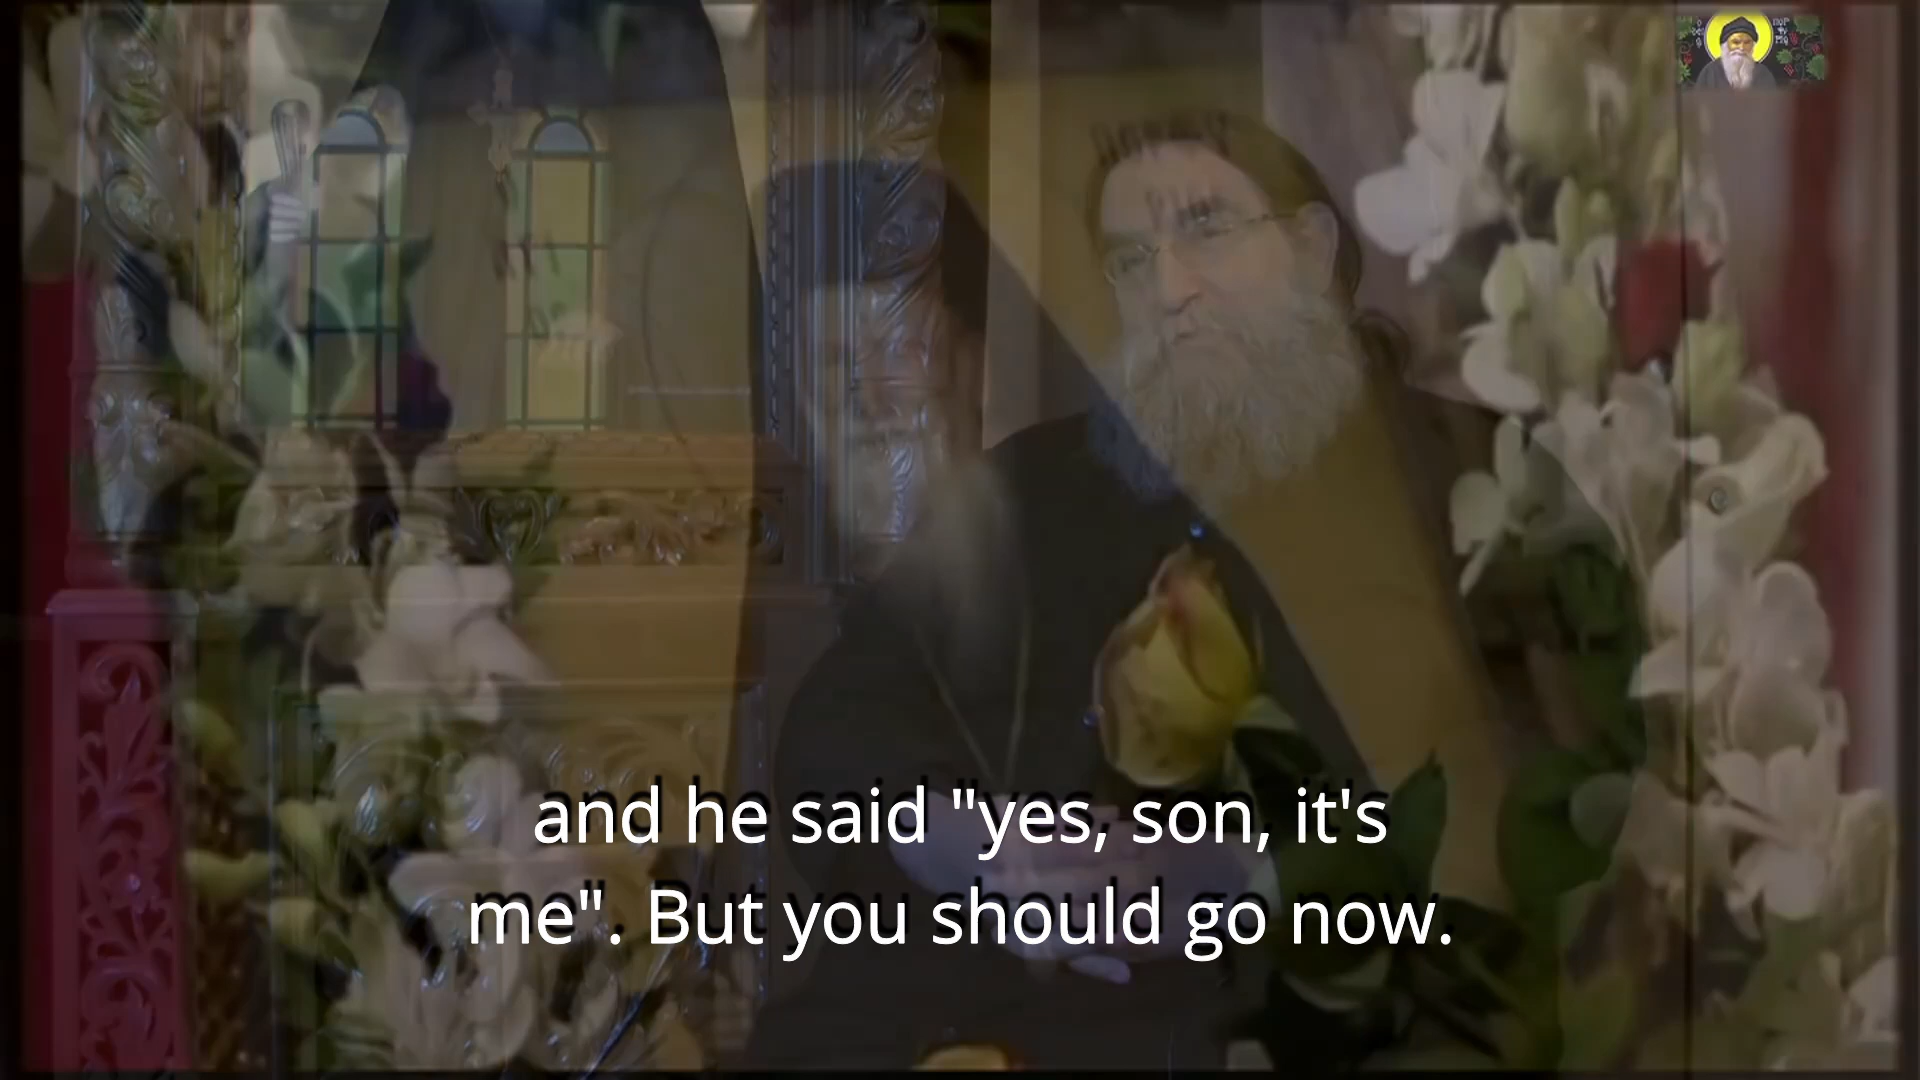 and he said "yes, son, it's
me". But you should go now.